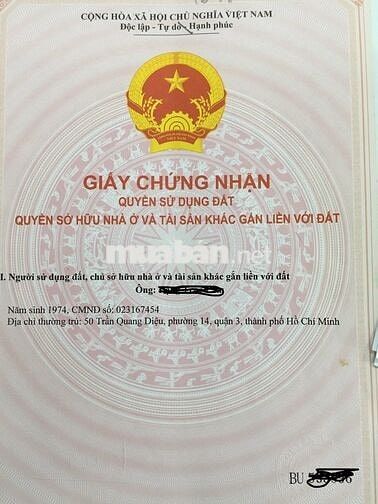 CỘNG HÒA XÃ HỘI CHỦ NGHĨA VIỆT NAM
Độc lập - Tự do - Hạnh phúc
VIỆT NAM
GIẤY CHỨNG NHẬN
QUYỀN SỬ DỤNG ĐẤT
QUYỀN SỞ HỮU NHÀ Ở VÀ TÀI SẢN KHÁC GẮN LIỀN VỚI ĐẤT
muaban.net
I. Người sử dụng đất, chủ sở hữu nhà ở và tài sản khác gắn liền với đất
Ông:
Năm sinh 1974, CMND số: 023167454
Địa chỉ thường trú: 50 Trần Quang Diệu, phường 14, quận 3, thành phố Hồ Chí Minh
BU